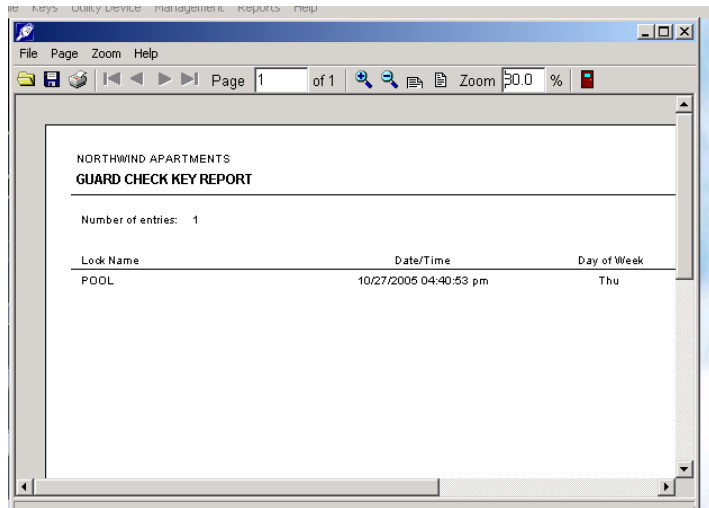 Keys Utility Device Management Reports Help
File Page Zoom Help
Page 1 of 1 Zoom 30.0 %
NORTHWIND APARTMENTS
GUARD CHECK KEY REPORT
Number of entries: 1
Lock Name Date/Time Day of Week
POOL 10/27/2005 04:40:53 pm Thu